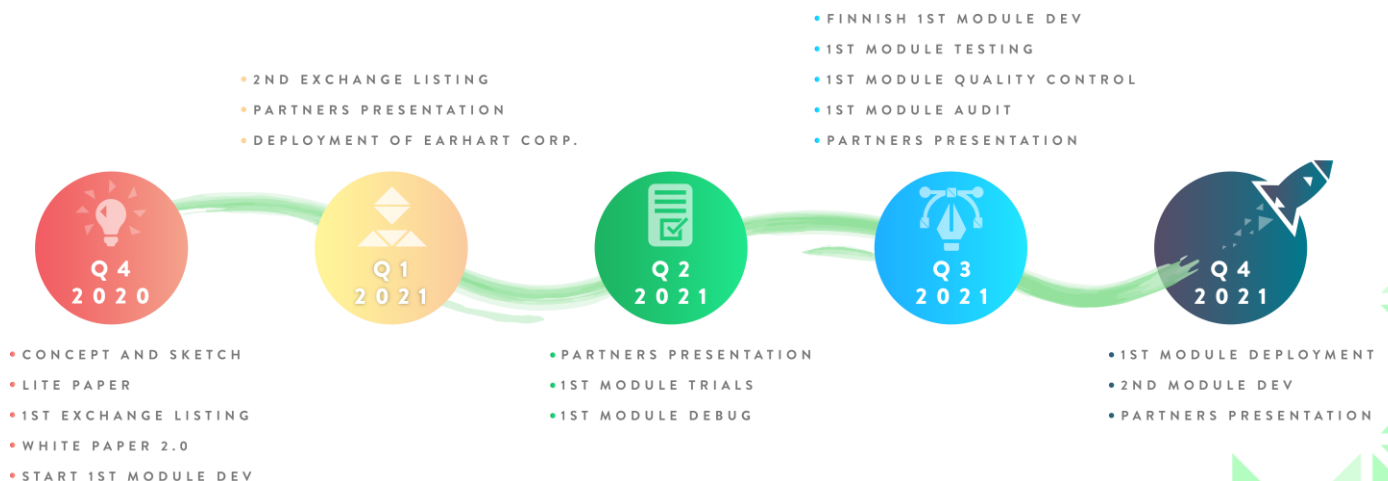 • FINNISH 1ST MODULE DEV
• 1ST MODULE TESTING
• 1ST MODULE QUALITY CONTROL
• 1ST MODULE AUDIT
• PARTNERS PRESENTATION
• 2ND EXCHANGE LISTING
• PARTNERS PRESENTATION
• DEPLOYMENT OF EARHART CORP.
Q4
2020
Q1
2021
Q2
2021
Q3
2021
Q4
2021
• CONCEPT AND SKETCH
• LITE PAPER
• 1ST EXCHANGE LISTING
• WHITE PAPER 2.0
• START 1ST MODULE DEV
• PARTNERS PRESENTATION
• 1ST MODULE TRIALS
• 1ST MODULE DEBUG
• 1ST MODULE DEPLOYMENT
• 2ND MODULE DEV
• PARTNERS PRESENTATION